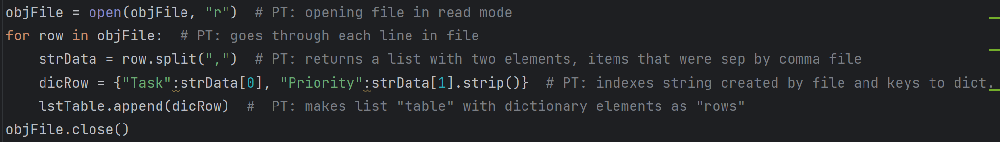 objFile = open(objFile, "r")  # PT: opening file in read mode
for row in objFile:  # PT: goes through each line in file
    strData = row.split(",")  # PT: returns a list with two elements, items that were sep by comma file
    dicRow = {"Task":strData[0], "Priority":strData[1].strip()}  # PT: indexes string created by file and keys to dict.
    lstTable.append(dicRow)  #  PT: makes list "table" with dictionary elements as "rows"
objFile.close()